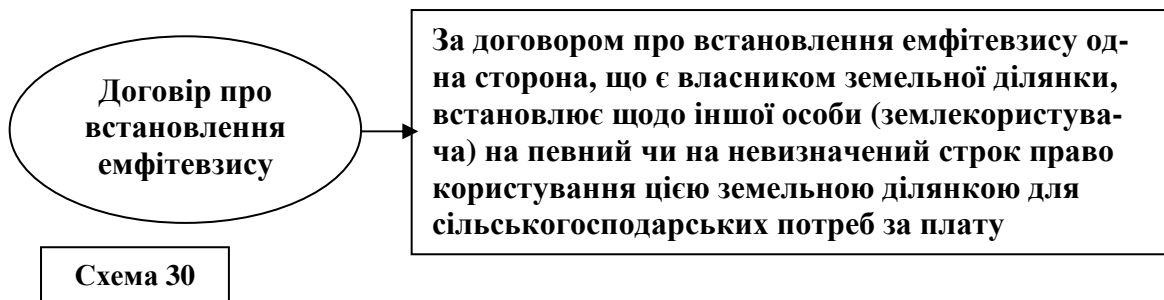 Договір про
встановлення
емфітевзису
За договором про встановлення емфітевзису од-
на сторона, що є власником земельної ділянки,
встановлює щодо іншої особи (землекористува-
ча) на певний чи на невизначений строк право
користування цією земельною ділянкою для
сільськогосподарських потреб за плату
Схема 30